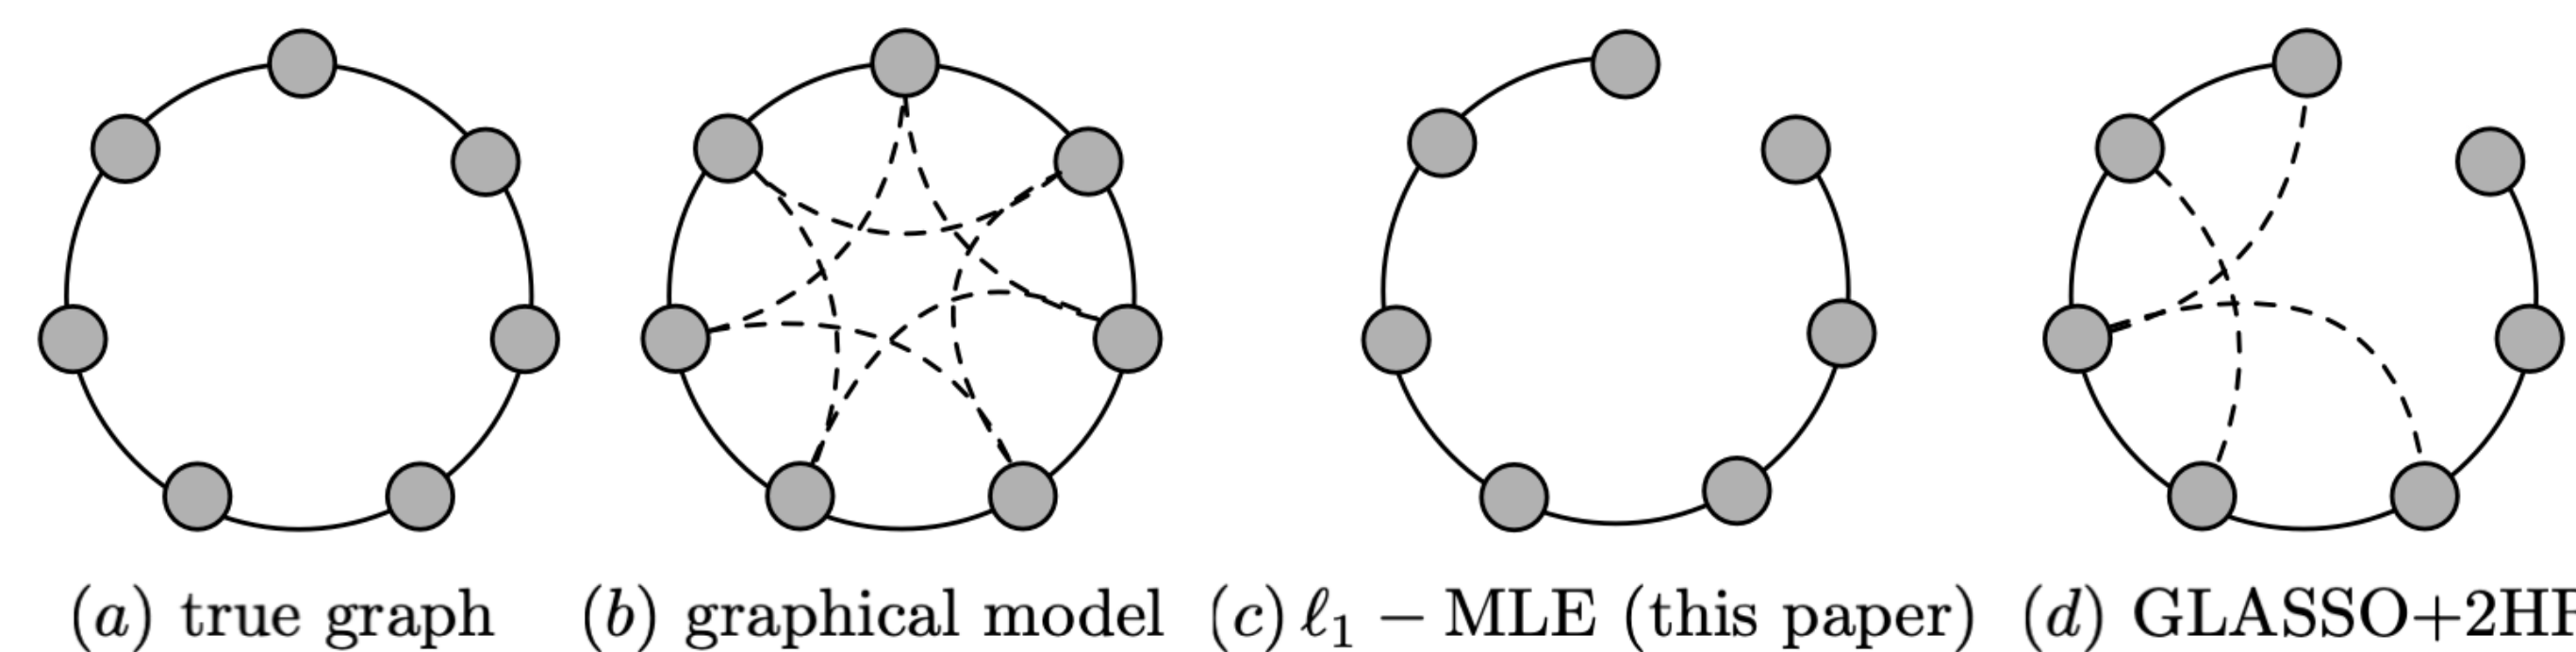 (a) true graph (b) graphical model (c) ℓ₁ − MLE (this paper) (d) GLASSO+2H